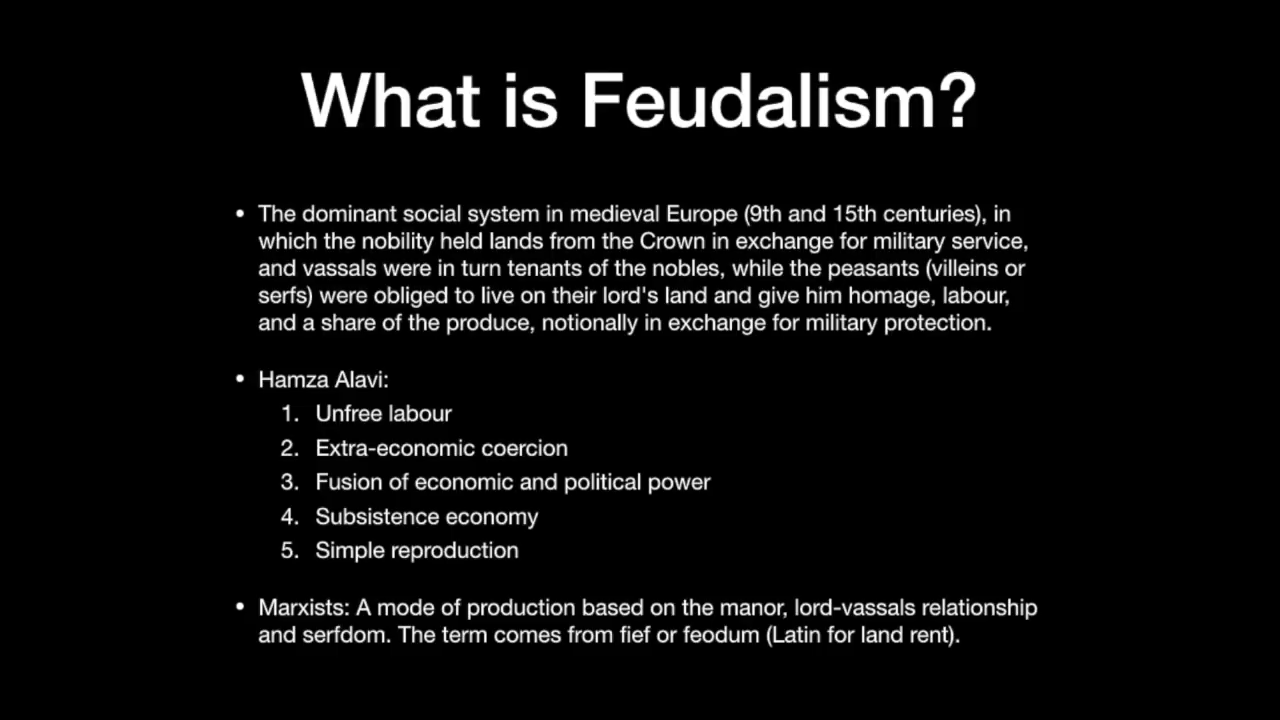 What is Feudalism?
• The dominant social system in medieval Europe (9th and 15th centuries), in
which the nobility held lands from the Crown in exchange for military service,
and vassals were in turn tenants of the nobles, while the peasants (villeins or
serfs) were obliged to live on their lord's land and give him homage, labour,
and a share of the produce, notionally in exchange for military protection.
• Hamza Alavi:
1. Unfree labour
2. Extra-economic coercion
3. Fusion of economic and political power
4. Subsistence economy
5. Simple reproduction
• Marxists: A mode of production based on the manor, lord-vassals relationship
and serfdom. The term comes from fief or feodum (Latin for land rent).